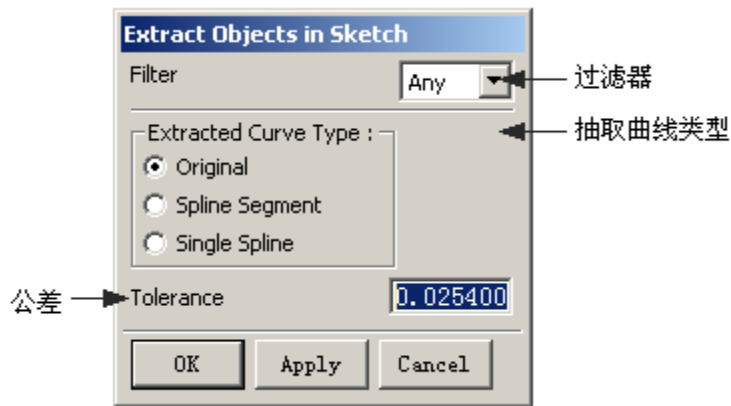 Extract Objects in Sketch
Filter
Any
过滤器
Extracted Curve Type :
抽取曲线类型
Original
Spline Segment
Single Spline
公差
Tolerance
0.025400
OK
Apply
Cancel